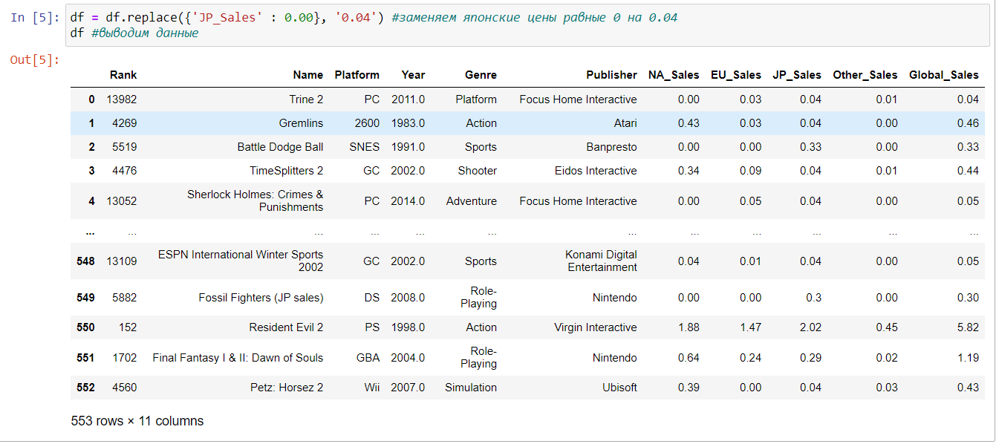 In [5]: df = df.replace({'JP_Sales' : 0.00}, '0.04') #заменяем японские цены равные 0 на 0.04
df #выводим данные
Out[5]:
Rank Name Platform Year Genre Publisher NA_Sales EU_Sales JP_Sales Other_Sales Global_Sales
0 13982 Trine 2 PC 2011.0 Platform Focus Home Interactive 0.00 0.03 0.04 0.01 0.04
1 4269 Gremlins 2600 1983.0 Action Atari 0.43 0.03 0.04 0.00 0.46
2 5519 Battle Dodge Ball SNES 1991.0 Sports Banpresto 0.00 0.00 0.33 0.00 0.33
3 4476 TimeSplitters 2 GC 2002.0 Shooter Eidos Interactive 0.34 0.09 0.04 0.01 0.44
4 13052 Sherlock Holmes: Crimes &
Punishments PC 2014.0 Adventure Focus Home Interactive 0.00 0.05 0.04 0.00 0.05
... ... ... ... ... ... ... ... ... ... ... ...
548 13109 ESPN International Winter Sports
2002 GC 2002.0 Sports Konami Digital
Entertainment 0.04 0.01 0.04 0.00 0.05
549 5882 Fossil Fighters (JP sales) DS 2008.0 Role-
Playing Nintendo 0.00 0.00 0.3 0.00 0.30
550 152 Resident Evil 2 PS 1998.0 Action Virgin Interactive 1.88 1.47 2.02 0.45 5.82
551 1702 Final Fantasy I & II: Dawn of Souls GBA 2004.0 Role-
Playing Nintendo 0.64 0.24 0.29 0.02 1.19
552 4560 Petz: Horsez 2 Wii 2007.0 Simulation Ubisoft 0.39 0.00 0.04 0.03 0.43
553 rows × 11 columns